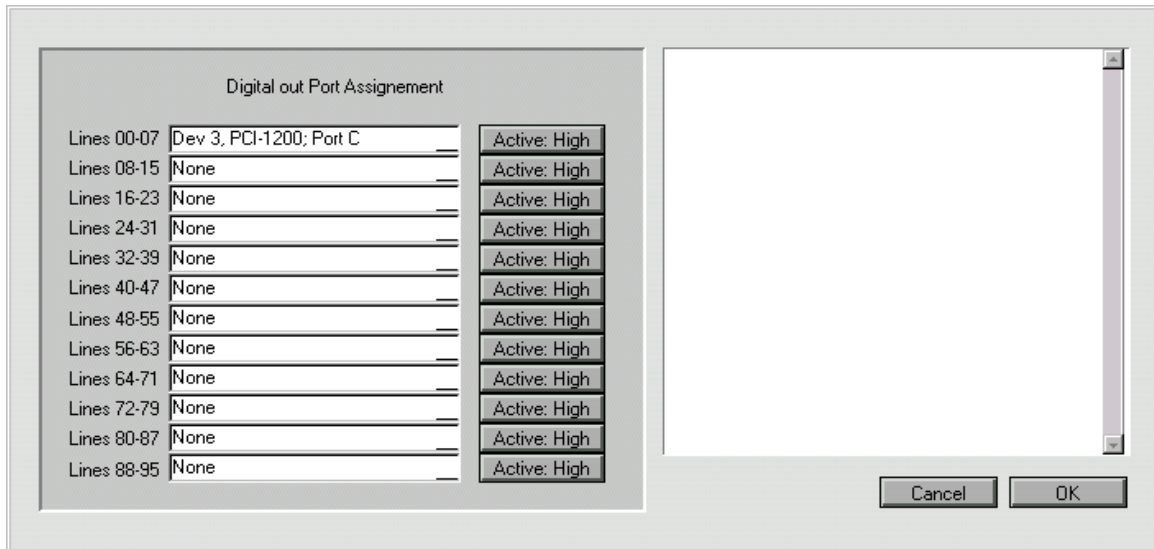 Digital out Port Assignement
Lines 00-07 Dev 3, PCI-1200; Port C Active: High
Lines 08-15 None Active: High
Lines 16-23 None Active: High
Lines 24-31 None Active: High
Lines 32-39 None Active: High
Lines 40-47 None Active: High
Lines 48-55 None Active: High
Lines 56-63 None Active: High
Lines 64-71 None Active: High
Lines 72-79 None Active: High
Lines 80-87 None Active: High
Lines 88-95 None Active: High
Cancel OK